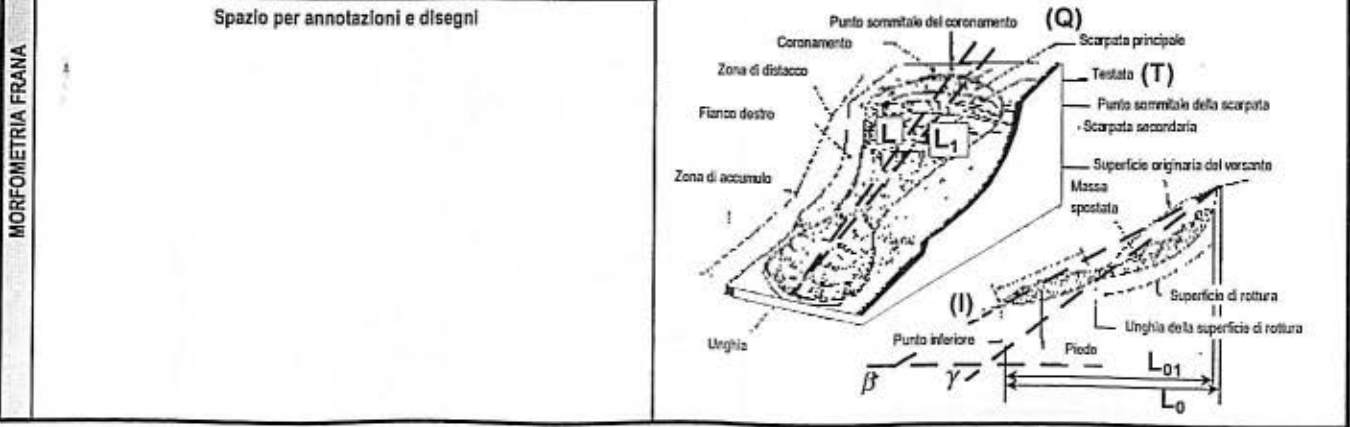 MORFOMETRIA FRANA
Spazio per annotazioni e disegni
Punto sommitale del coronamento (Q)
Coronamento
Scarpata principale
Zona di distacco
Testata (T)
Fianco destro
Punto sommitale della scarpata
Scarpata secondaria
L
L₁
Zona di accumulo
Superficie originaria del versante
Massa
spostata
(I)
Superficie di rottura
Unghia della superficie di rottura
Unghia
Punto inferiore
Piede
β
γ
L₀₁
L₀